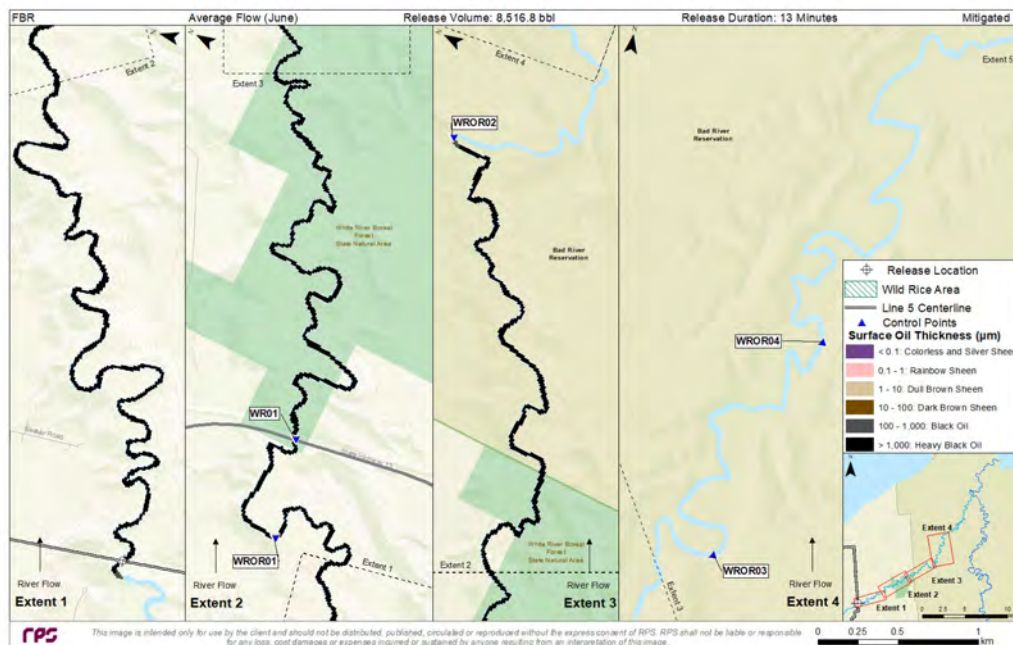 FBR
Average Flow (June)
Release Volume: 8,516.8 bbl
Release Duration: 13 Minutes
Mitigated
N
Extent 2
River Flow
Extent 1
N
Extent 3
White River Boreal
Forest
State Natural Area
WR01
WROR01
Extent 1
River Flow
Extent 2
N
Extent 4
WROR02
Bad River
Reservation
White River Boreal
Forest
State Natural Area
Extent 2
River Flow
Extent 3
N
Extent 5
Bad River
Reservation
WROR04
WROR03
Extent 3
River Flow
Extent 4
Release Location
Wild Rice Area
Line 5 Centerline
Control Points
Surface Oil Thickness (µm)
< 0.1: Colorless and Silver Sheen
0.1 - 1: Rainbow Sheen
1 - 10: Dull Brown Sheen
10 - 100: Dark Brown Sheen
100 - 1,000: Black Oil
> 1,000: Heavy Black Oil
N
Extent 4
Extent 3
Extent 2
Extent 1
0 2.5 5 10
RPS
This image is intended only for use by the client and should not be distributed, published, circulated or reproduced without the express consent of RPS. RPS shall not be liable or responsible
for any loss, cost damages or expenses incurred or sustained by anyone resulting from an interpretation of this image.
0 0.25 0.5 1
km